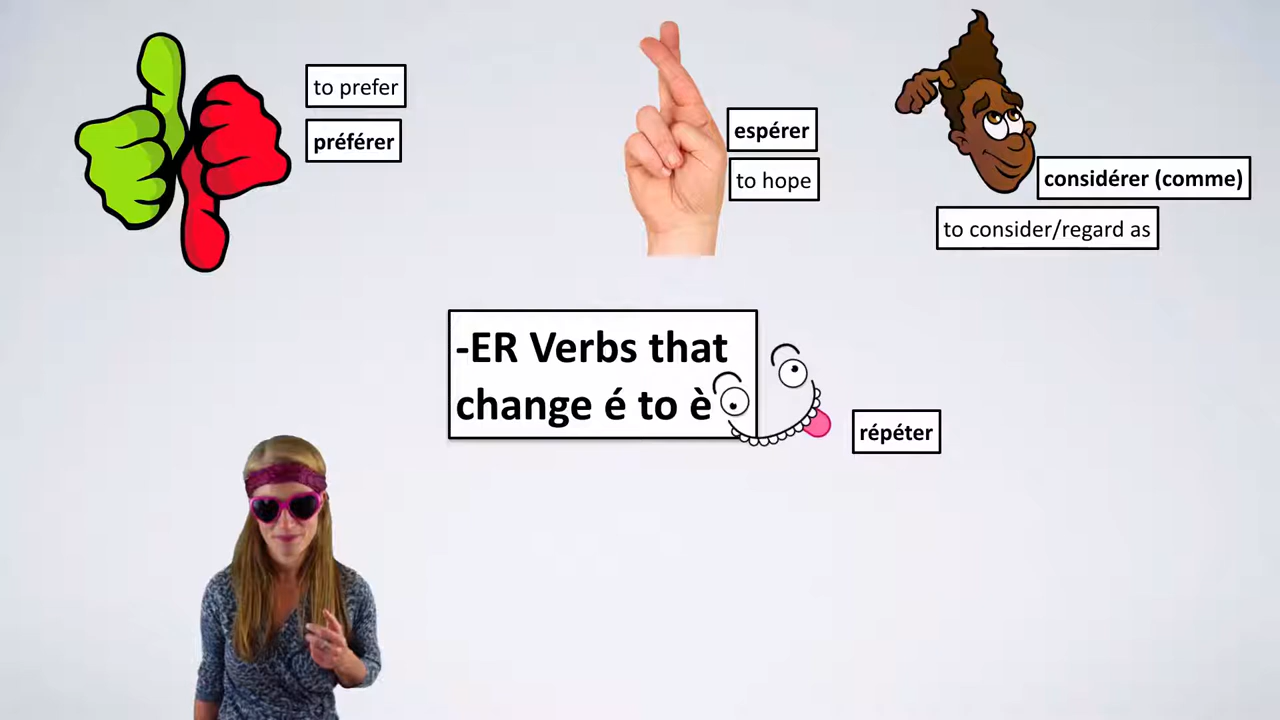 to prefer
préférer
espérer
to hope
considérer (comme)
to consider/regard as
-ER Verbs that
change é to è
répéter